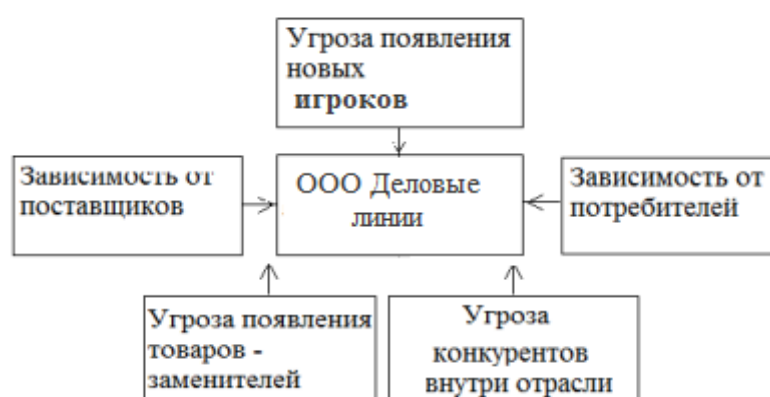 Угроза появления
новых
игроков
Зависимость от
поставщиков
ООО Деловые
линии
Зависимость от
потребителей
Угроза появления
товаров -
заменителей
Угроза
конкурентов
внутри отрасли